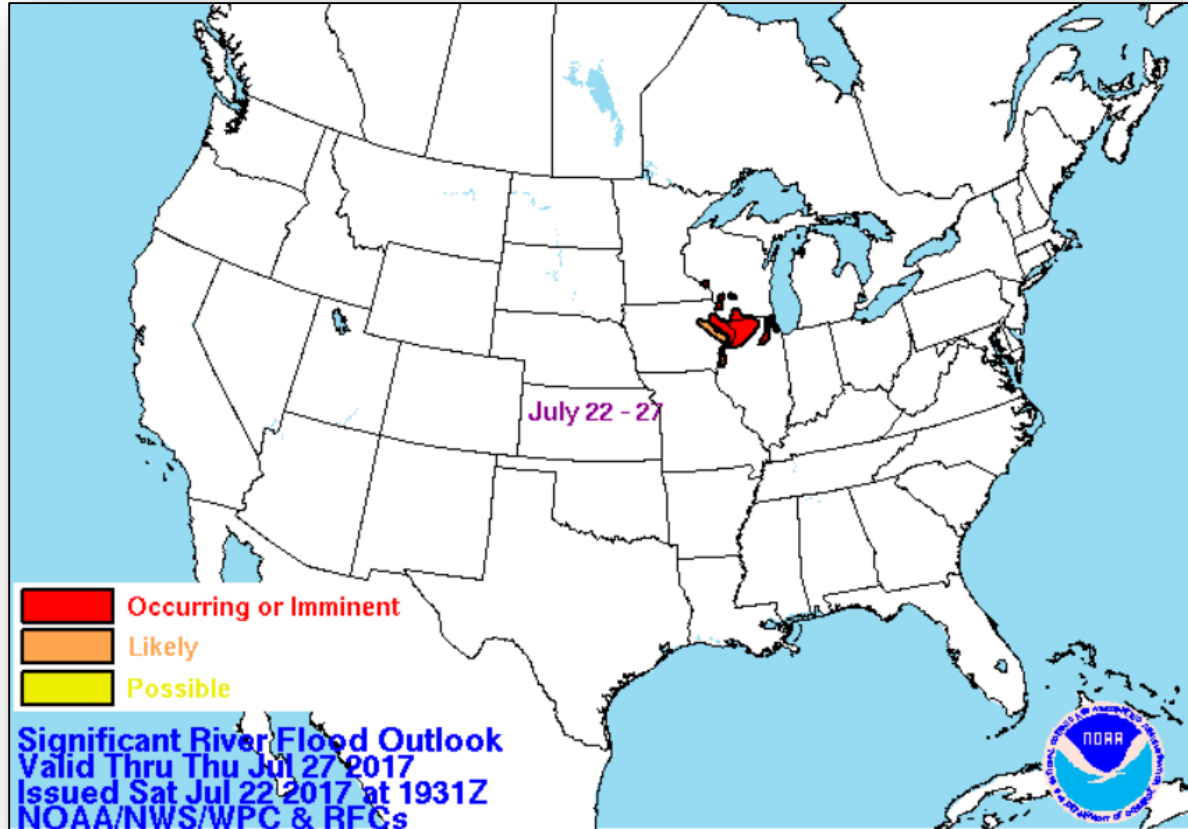 July 22 - 27
Occurring or Imminent
Likely
Possible
Significant River Flood Outlook
Valid Thru Thu Jul 27 2017
Issued Sat Jul 22 2017 at 1931Z
NOAA/NWS/WPC & RFCs
NOAA